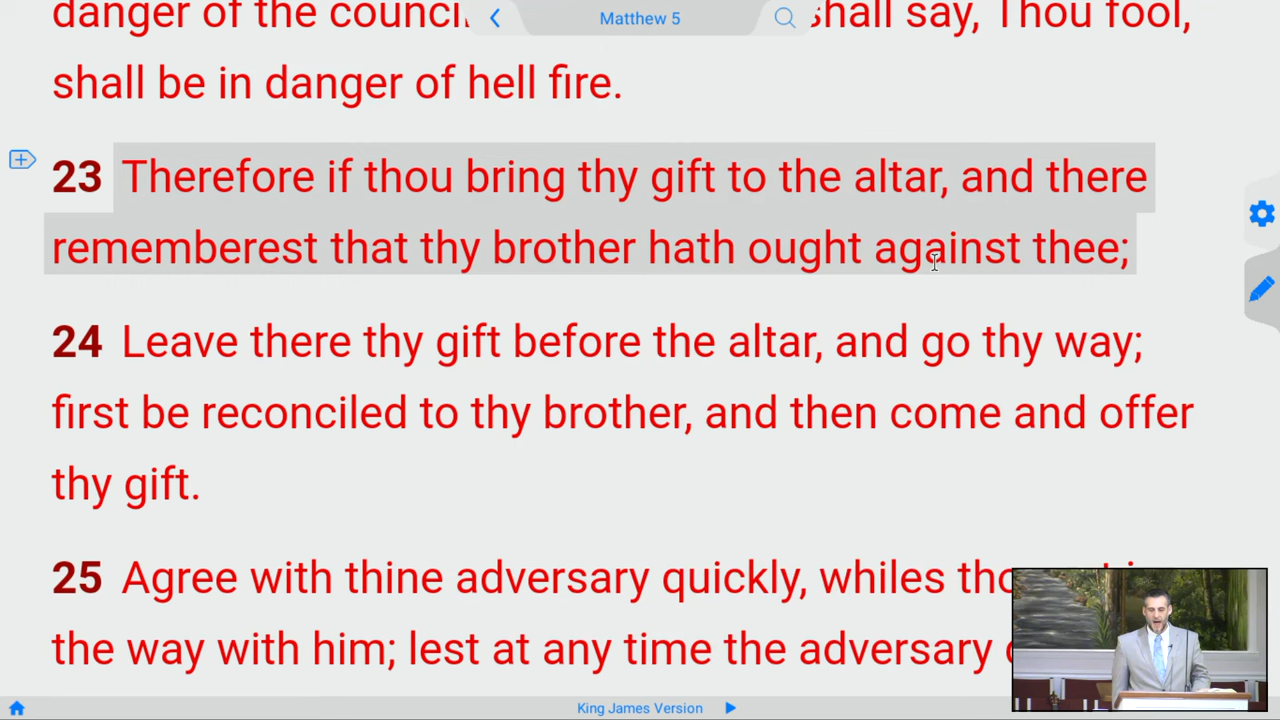 danger of the counci
shall say, Thou fool,
Matthew 5
shall be in danger of hell fire.
23 Therefore if thou bring thy gift to the altar, and there
rememberest that thy brother hath ought against thee;
24 Leave there thy gift before the altar, and go thy way;
first be reconciled to thy brother, and then come and offer
thy gift.
25 Agree with thine adversary quickly, whiles
the way with him; lest at any time the adversary
King James Version